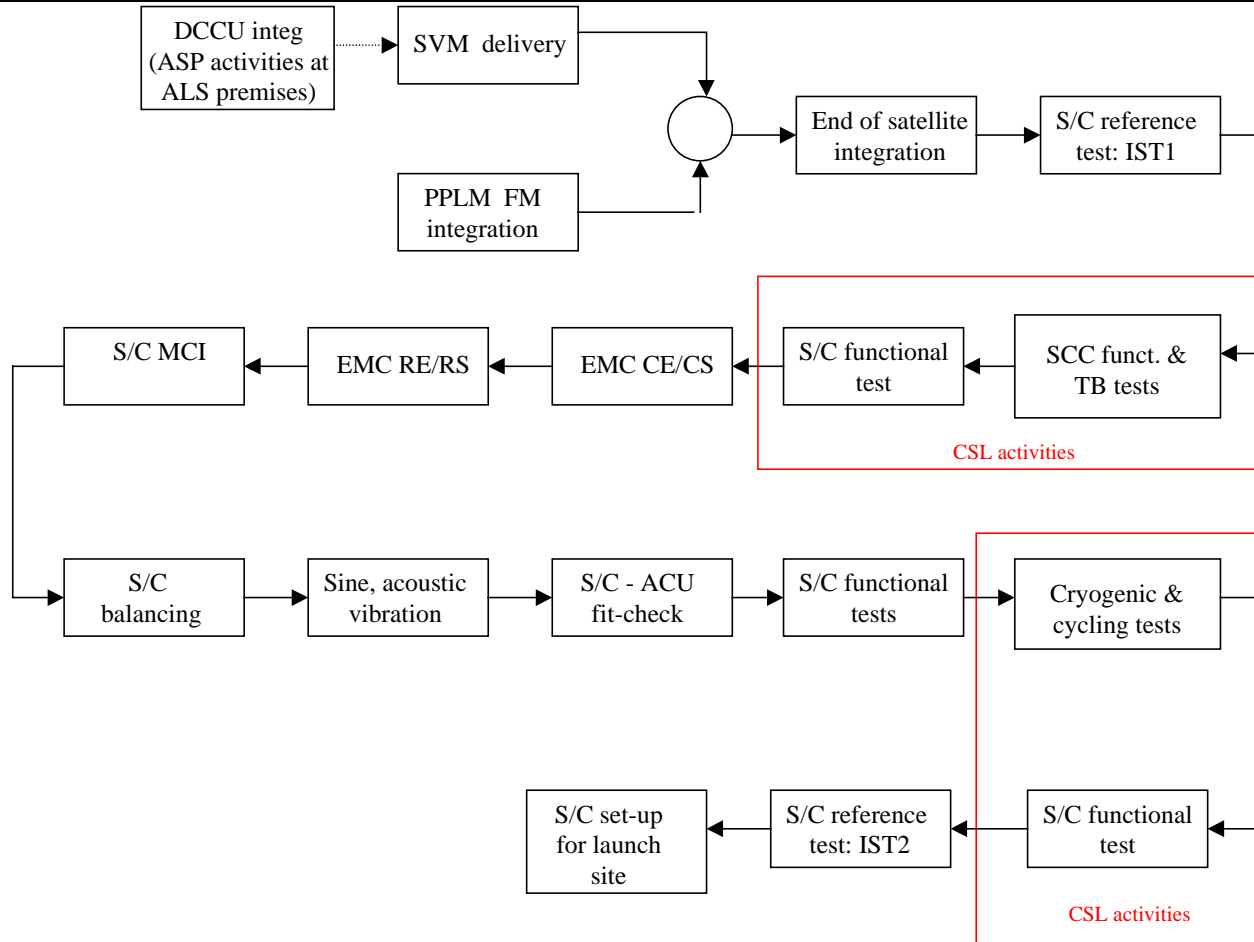 DCCU integ
(ASP activities at
ALS premises)
SVM delivery
End of satellite
integration
S/C reference
test: IST1
PPLM FM
integration
S/C MCI
EMC RE/RS
EMC CE/CS
S/C functional
test
SCC funct. &
TB tests
CSL activities
S/C
balancing
Sine, acoustic
vibration
S/C - ACU
fit-check
S/C functional
tests
Cryogenic &
cycling tests
S/C set-up
for launch
site
S/C reference
test: IST2
S/C functional
test
CSL activities